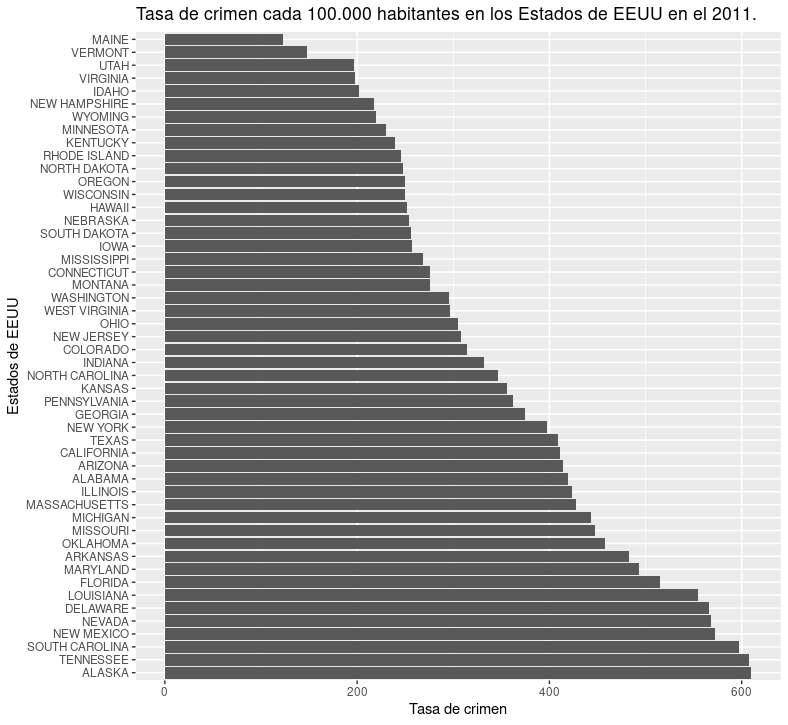 Tasa de crimen cada 100.000 habitantes en los Estados de EEUU en el 2011.
MAINE
VERMONT
UTAH
VIRGINIA
IDAHO
NEW HAMPSHIRE
WYOMING
MINNESOTA
KENTUCKY
RHODE ISLAND
NORTH DAKOTA
OREGON
WISCONSIN
HAWAII
NEBRASKA
SOUTH DAKOTA
IOWA
MISSISSIPPI
CONNECTICUT
MONTANA
WASHINGTON
WEST VIRGINIA
OHIO
NEW JERSEY
COLORADO
INDIANA
NORTH CAROLINA
KANSAS
PENNSYLVANIA
GEORGIA
NEW YORK
TEXAS
CALIFORNIA
ARIZONA
ALABAMA
ILLINOIS
MASSACHUSETTS
MICHIGAN
MISSOURI
OKLAHOMA
ARKANSAS
MARYLAND
FLORIDA
LOUISIANA
DELAWARE
NEVADA
NEW MEXICO
SOUTH CAROLINA
TENNESSEE
ALASKA
Estados de EEUU
0 200 400 600
Tasa de crimen